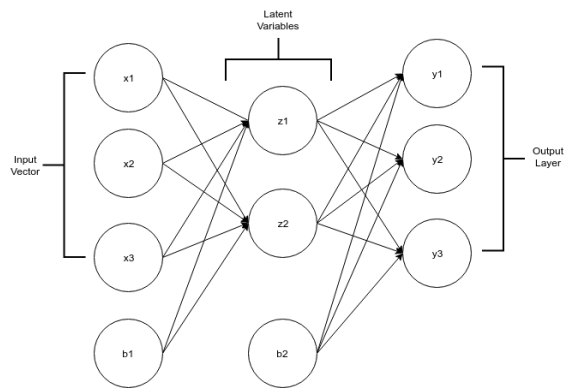 Latent
Variables
x1
y1
z1
x2
y2
Input
Vector
Output
Layer
z2
x3
y3
b1
b2